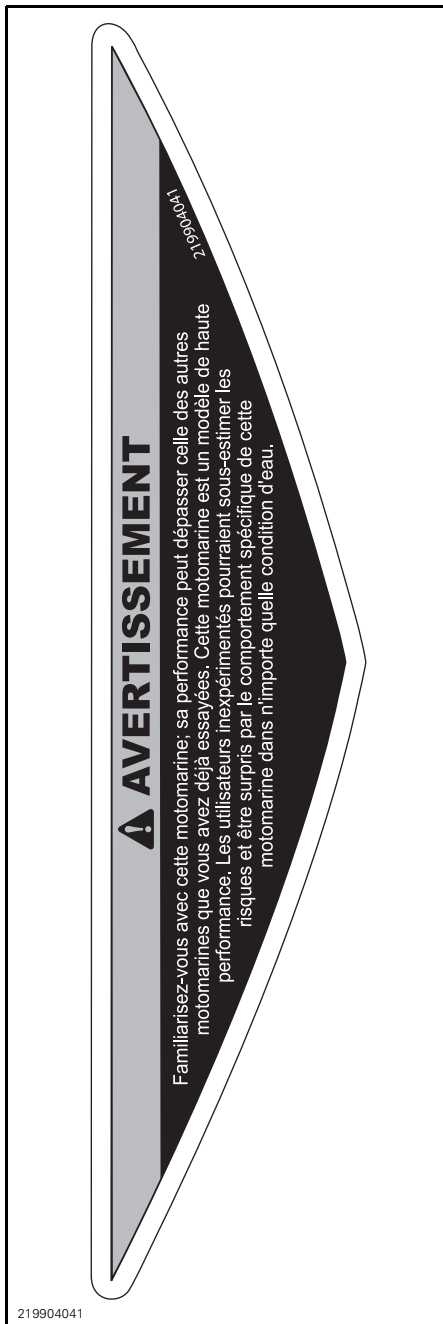 AVERTISSEMENT
Familiarisez-vous avec cette motomarine; sa performance peut dépasser celle des autres
motomarines que vous avez déjà essayées. Cette motomarine est un modèle de haute
performance. Les utilisateurs inexpérimentés pourraient sous-estimer les
risques et être surpris par le comportement spécifique de cette
motomarine dans n'importe quelle condition d'eau.
219904041
219904041